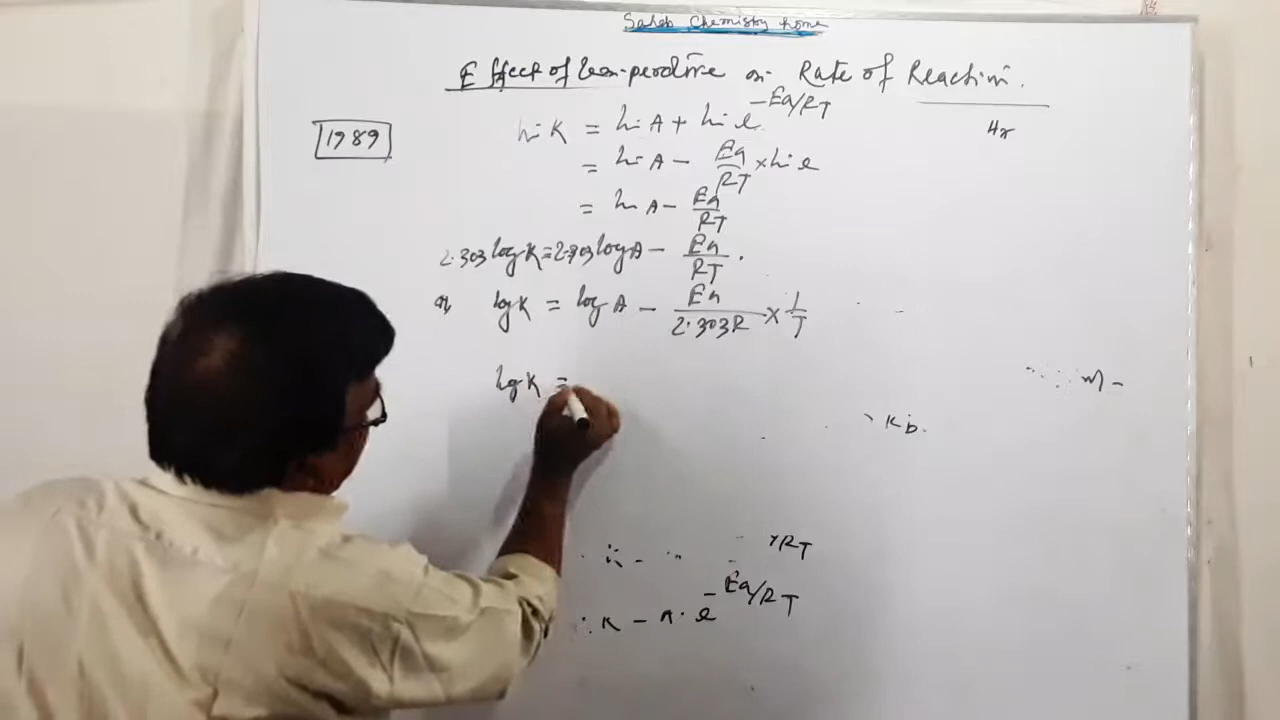 Saheb Chemistry home
Effect of temperature on Rate of Reaction.
1989
ln K = ln A + ln e^-Ea/RT
= ln A - Ea/RT × ln e
= ln A - Ea/RT
2.303 log K = 2.303 log A - Ea/RT .
or log K = log A - Ea/2.303R × 1/T
log K =
RT
K - A . e^-Ea/RT